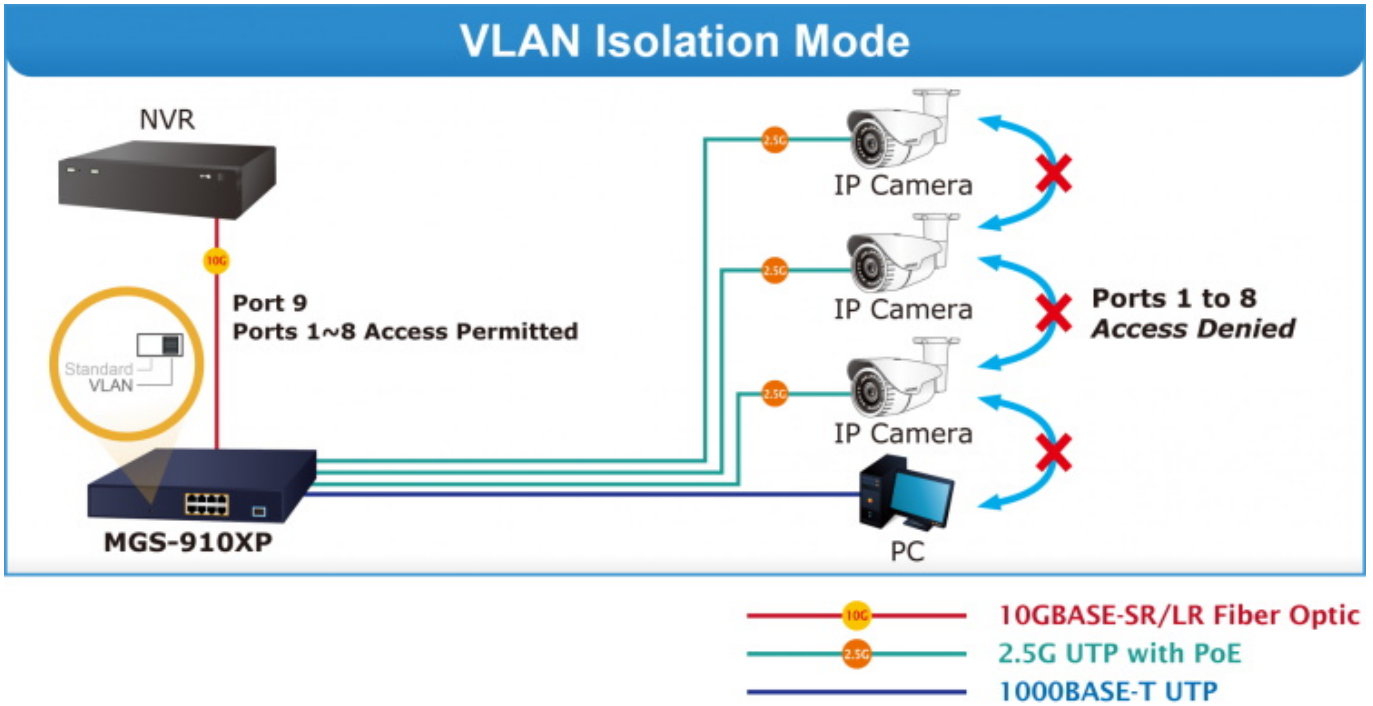 VLAN Isolation Mode
NVR
10G
Port 9
Ports 1~8 Access Permitted
Standard
VLAN
MGS-910XP
2.5G
IP Camera
2.5G
IP Camera
2.5G
IP Camera
PC
Ports 1 to 8
Access Denied
10G
10GBASE-SR/LR Fiber Optic
2.5G
2.5G UTP with PoE
1000BASE-T UTP